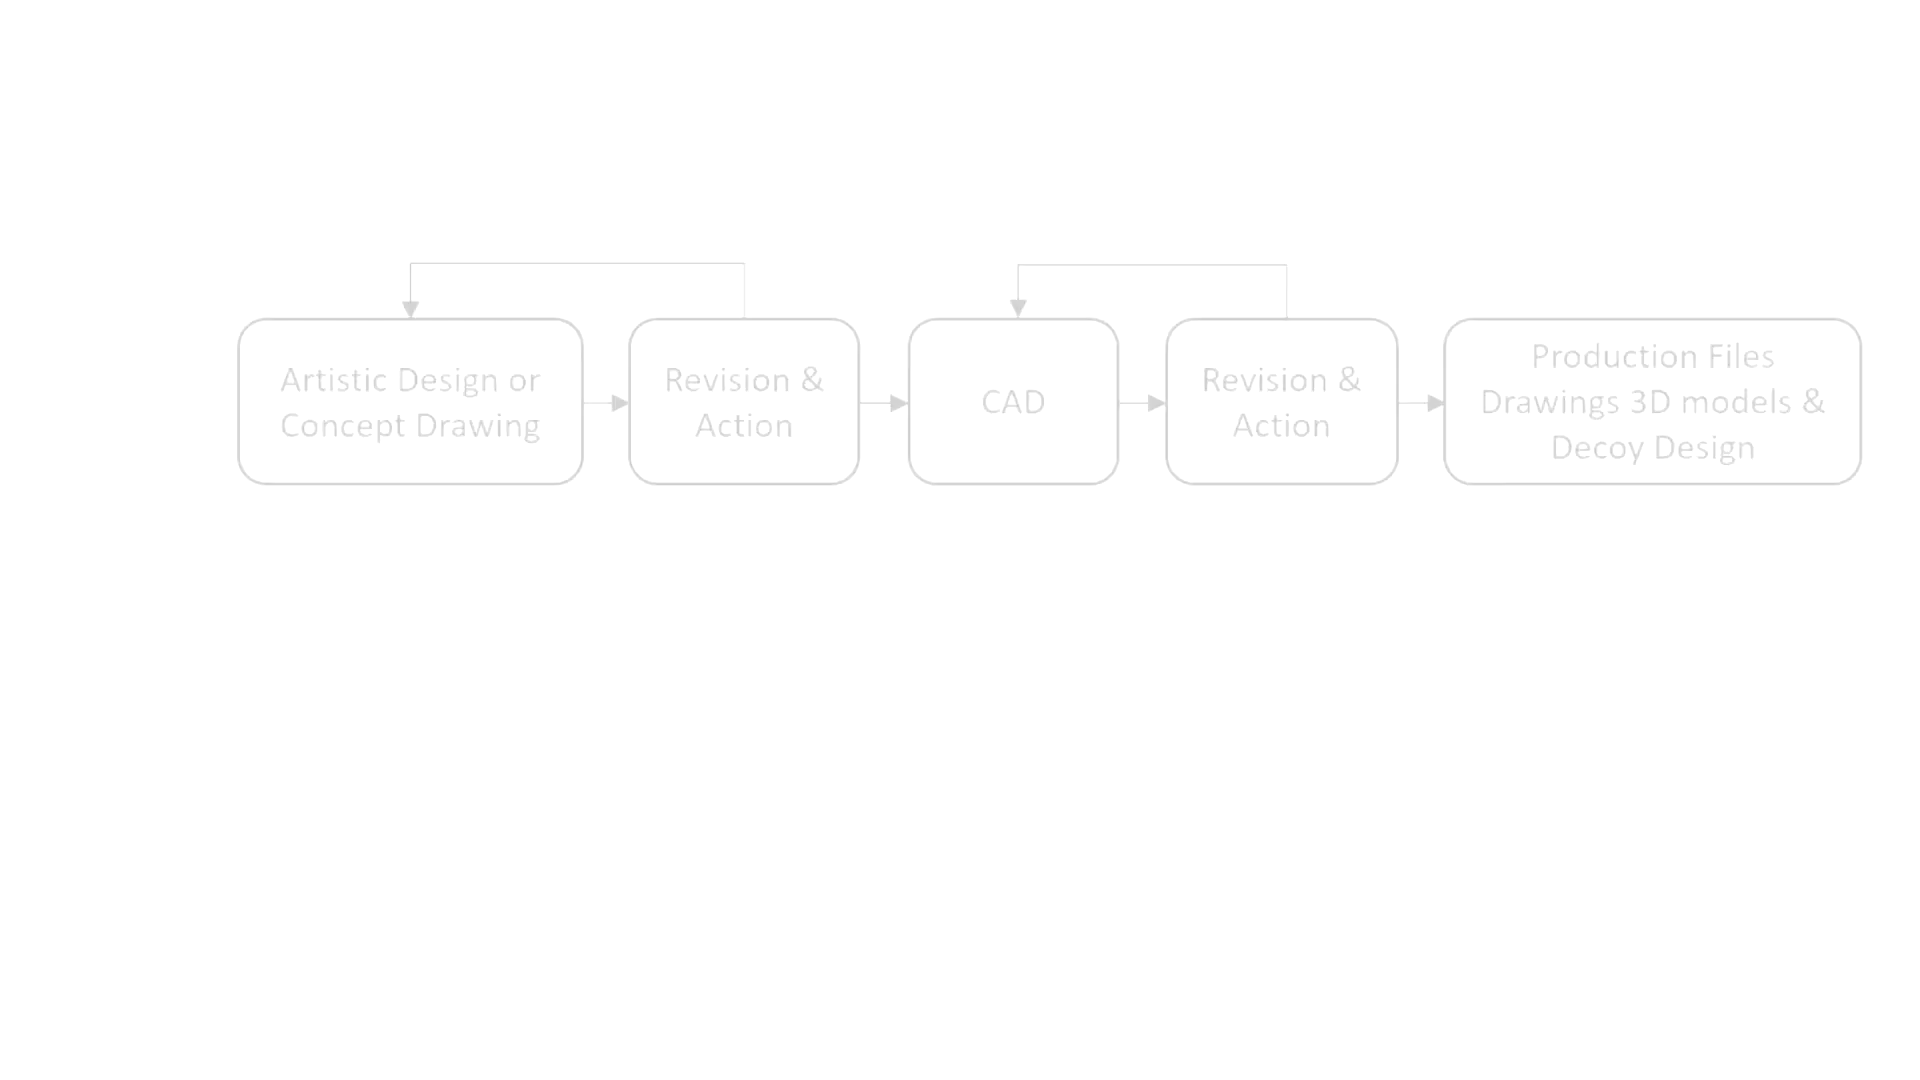 Artistic Design or
Concept Drawing
Revision &
Action
CAD
Revision &
Action
Production Files
Drawings 3D models &
Decoy Design